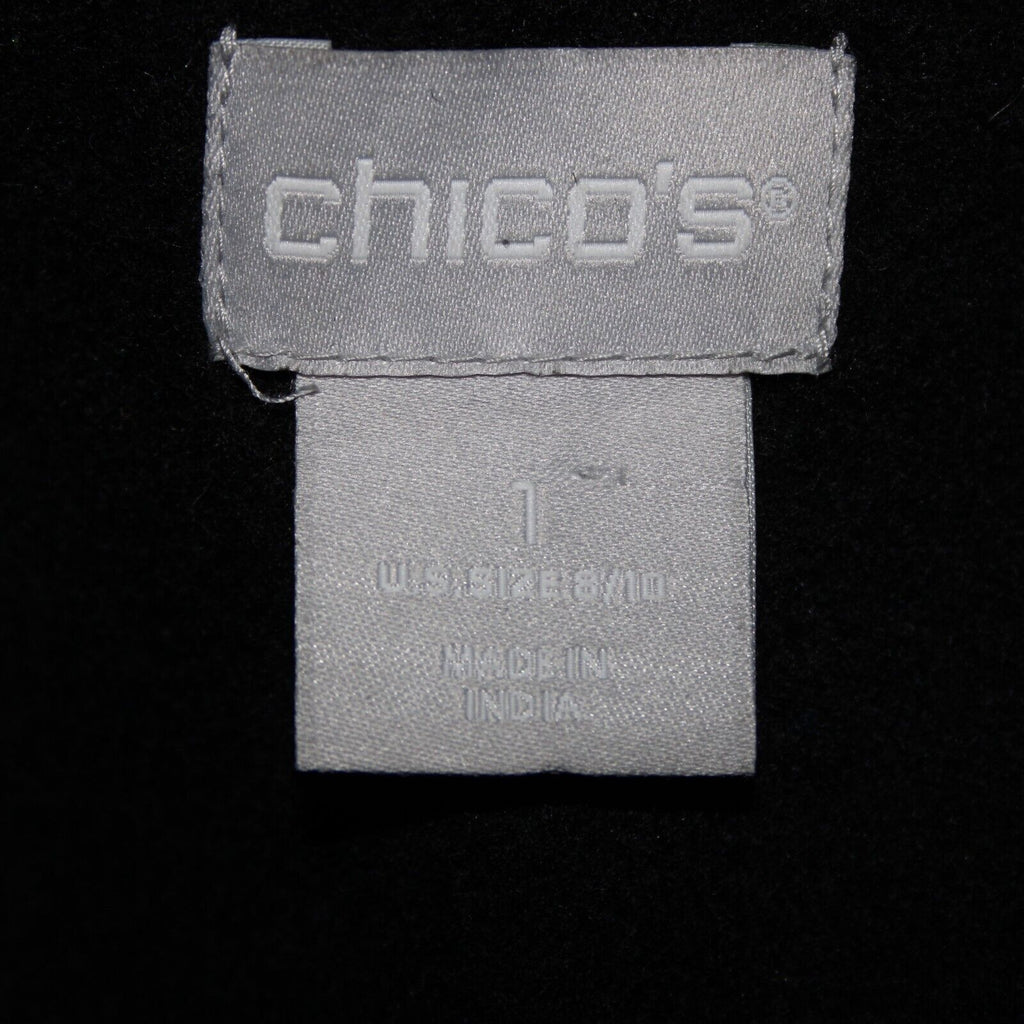 chico's®
1
U.S. SIZE 8/10
MADE IN
INDIA